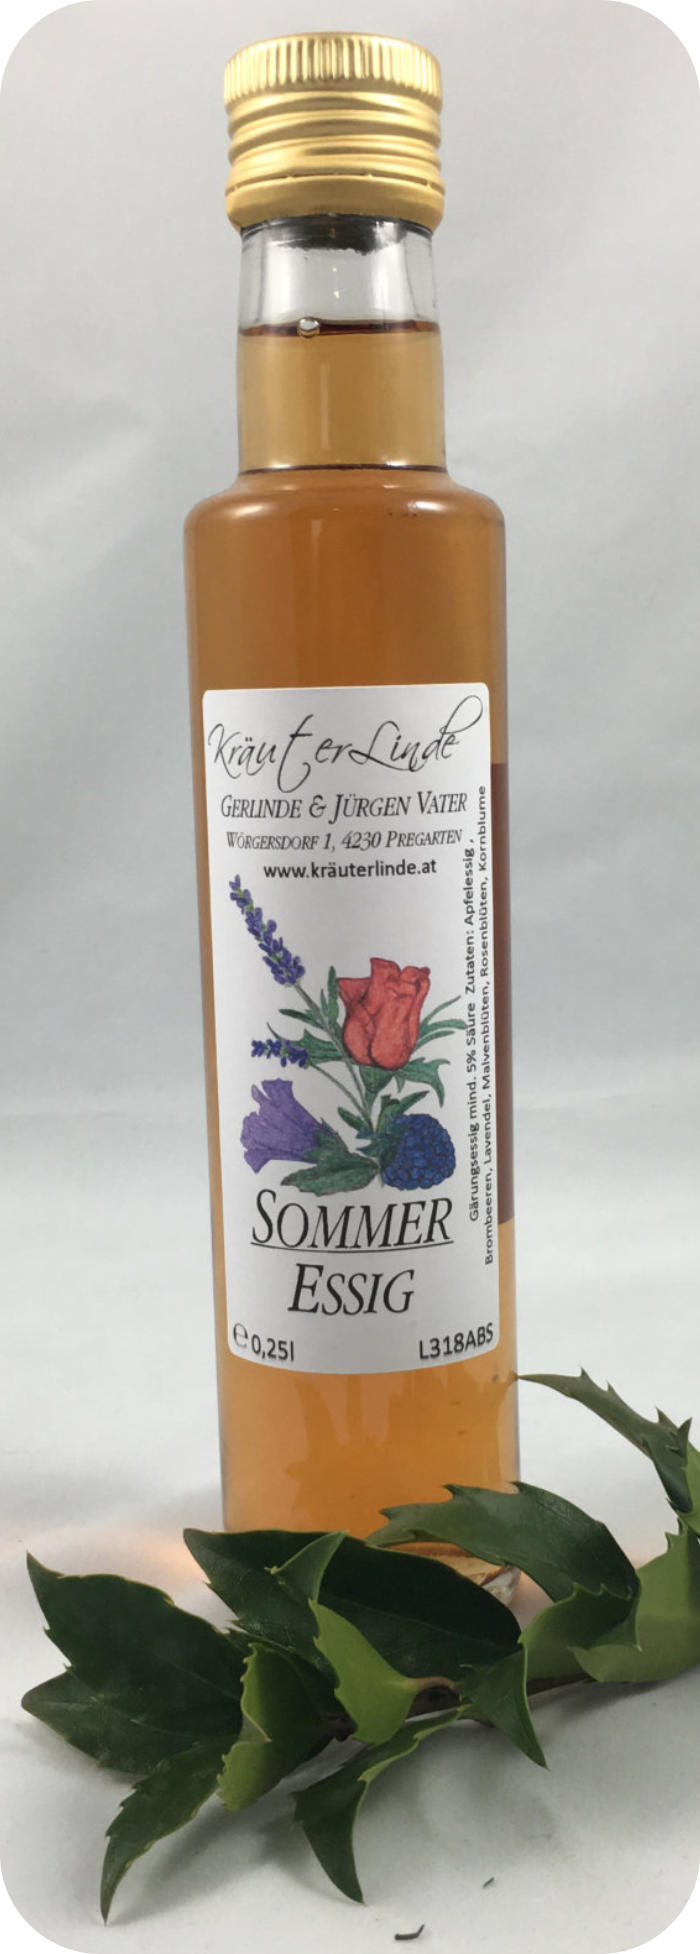 KräuterLinde
Gerlinde & Jürgen Vater
Wörgersdorf 1, 4230 Pregarten
www.kräuterlinde.at
Gärungsessig mind. 5% Säure Zutaten: Apfelessig ,
Brombeeren, Lavendel, Malvenblüten, Rosenblüten, Kornblume
Sommer
Essig
℮ 0,25l
L318ABS